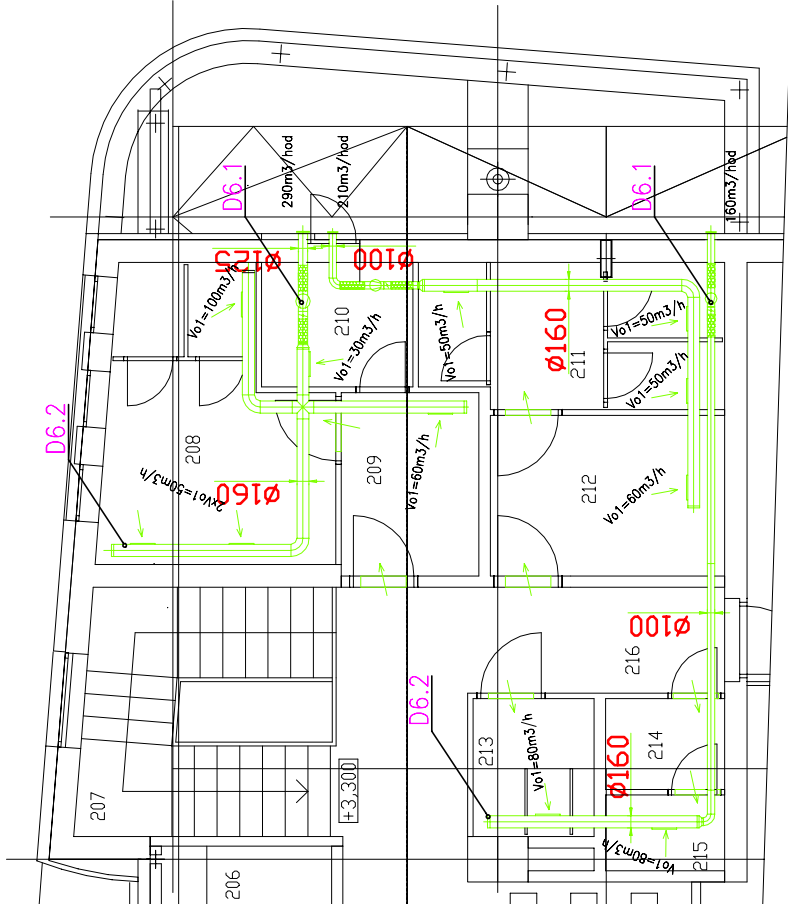 D6.1
290m3/hod
210m3/hod
D6.1
160m3/hod
ø125
ø100
Vo1=100m3/h
210
Vo1=30m3/h
Vo1=50m3/h
ø160
211
Vo1=50m3/h
Vo1=50m3/h
D6.2
208
2xVo1=50m3/h
ø160
209
Vo1=60m3/h
212
Vo1=60m3/h
ø100
216
D6.2
213
Vo1=80m3/h
ø160
214
207
+3,300
Vo1=80m3/h
215
206